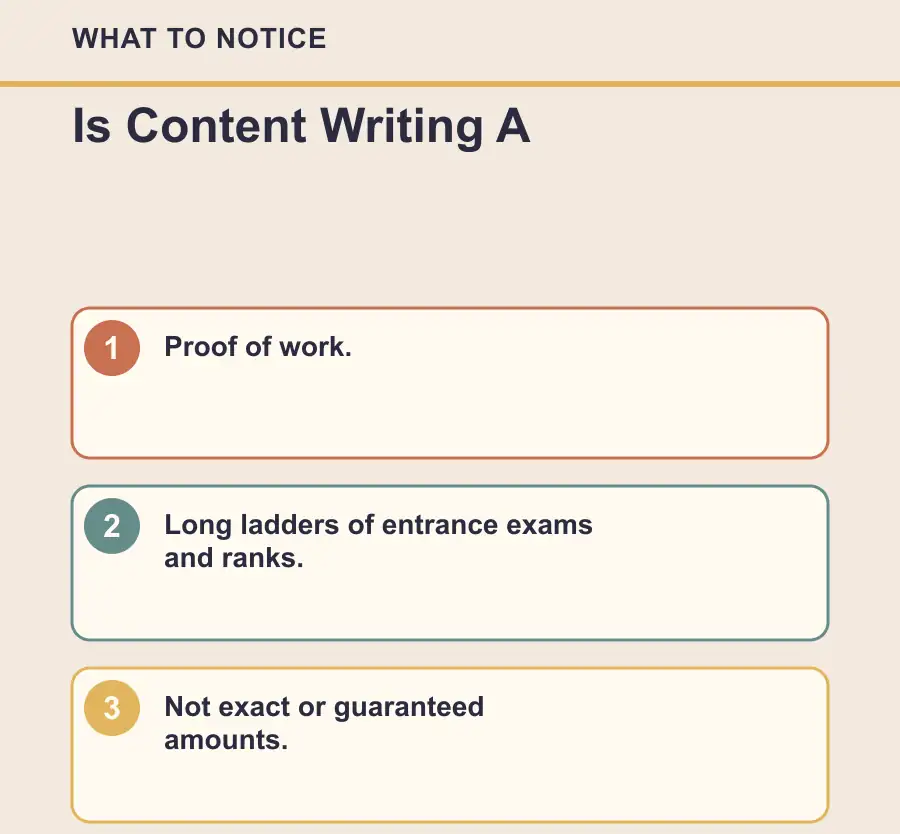 WHAT TO NOTICE
Is Content Writing A
1
Proof of work.
2
Long ladders of entrance exams
and ranks.
3
Not exact or guaranteed
amounts.